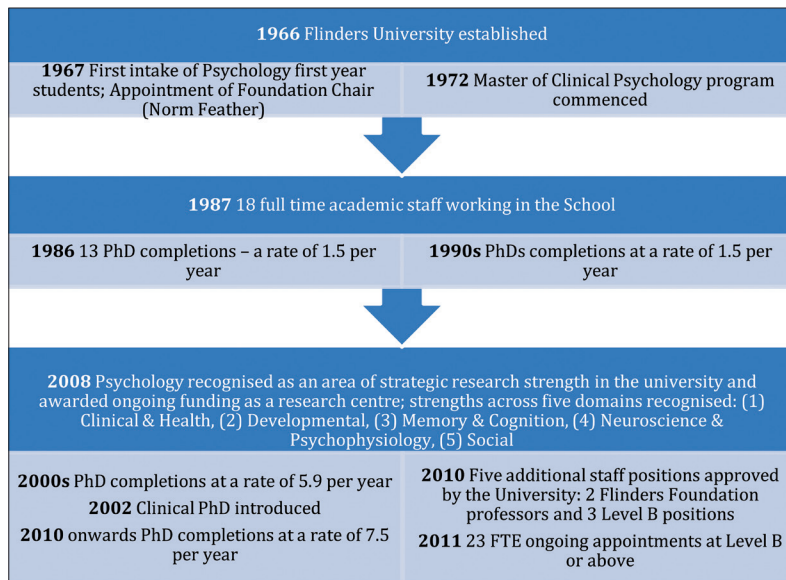 1966 Flinders University established
1967 First intake of Psychology first year
students; Appointment of Foundation Chair
(Norm Feather)
1972 Master of Clinical Psychology program
commenced
1987 18 full time academic staff working in the School
1986 13 PhD completions – a rate of 1.5 per
year
1990s PhDs completions at a rate of 1.5 per
year
2008 Psychology recognised as an area of strategic research strength in the university and
awarded ongoing funding as a research centre; strengths across five domains recognised: (1)
Clinical & Health, (2) Developmental, (3) Memory & Cognition, (4) Neuroscience &
Psychophysiology, (5) Social
2000s PhD completions at a rate of 5.9 per year
2002 Clinical PhD introduced
2010 onwards PhD completions at a rate of 7.5
per year
2010 Five additional staff positions approved
by the University: 2 Flinders Foundation
professors and 3 Level B positions
2011 23 FTE ongoing appointments at Level B
or above